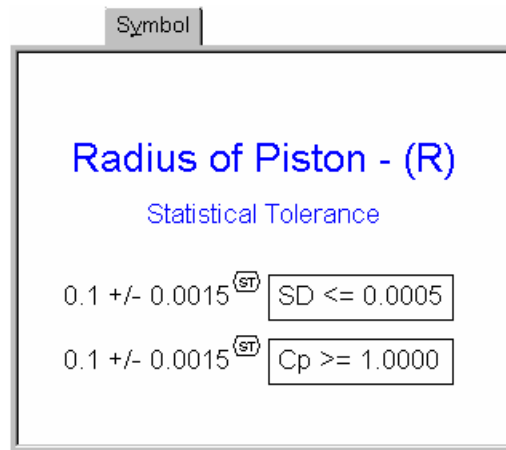 Symbol
Radius of Piston - (R)
Statistical Tolerance
0.1 +/- 0.0015 ST SD <= 0.0005
0.1 +/- 0.0015 ST Cp >= 1.0000